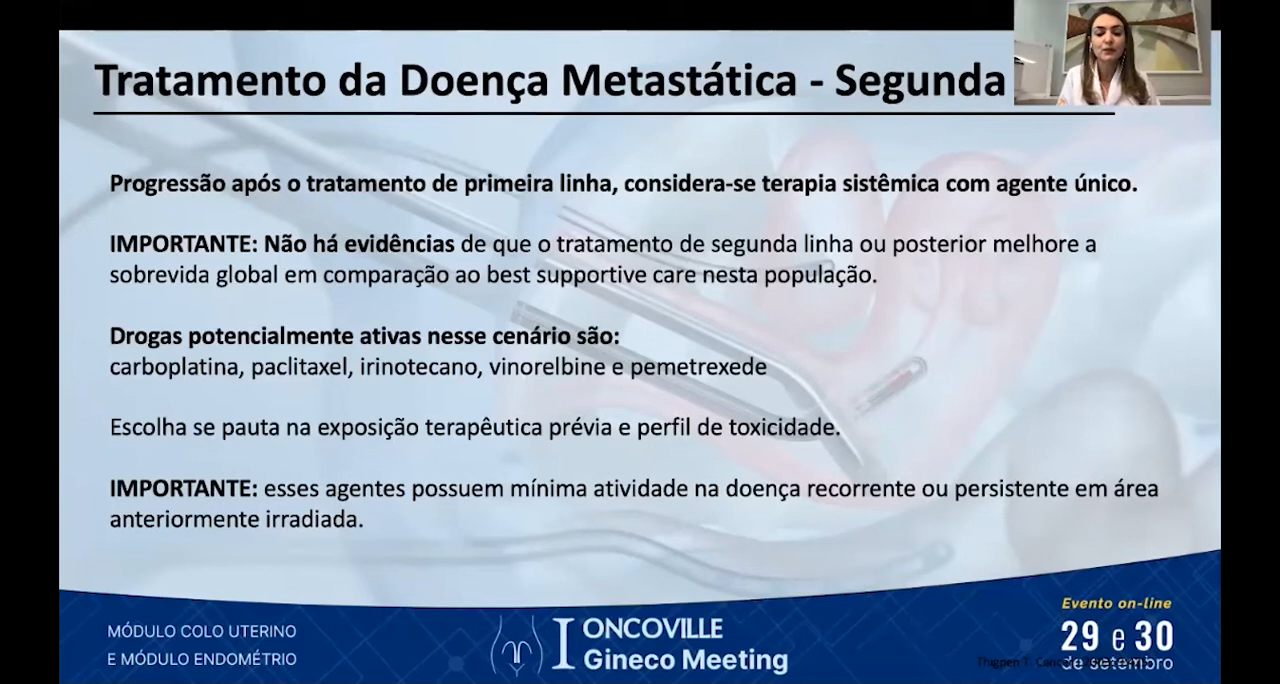 Tratamento da Doença Metastática - Segunda
Progressão após o tratamento de primeira linha, considera-se terapia sistêmica com agente único.
IMPORTANTE: Não há evidências de que o tratamento de segunda linha ou posterior melhore a
sobrevida global em comparação ao best supportive care nesta população.
Drogas potencialmente ativas nesse cenário são:
carboplatina, paclitaxel, irinotecano, vinorelbine e pemetrexede
Escolha se pauta na exposição terapêutica prévia e perfil de toxicidade.
IMPORTANTE: esses agentes possuem mínima atividade na doença recorrente ou persistente em área
anteriormente irradiada.
MÓDULO COLO UTERINO
E MÓDULO ENDOMÉTRIO
I ONCOVILLE
Gineco Meeting
Evento on-line
29 e 30
de setembro
Thigpen T.